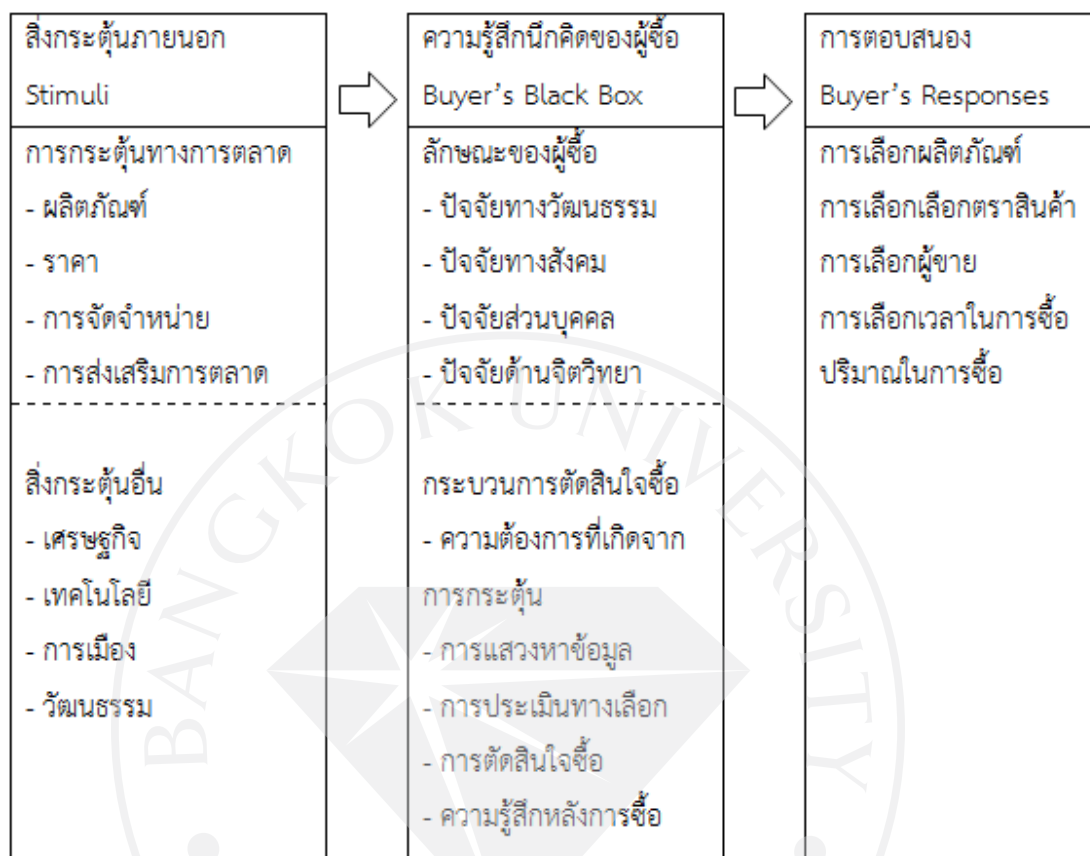 สิ่งกระตุ้นภายนอก
Stimuli
การกระตุ้นทางการตลาด
- ผลิตภัณฑ์
- ราคา
- การจัดจำหน่าย
- การส่งเสริมการตลาด
สิ่งกระตุ้นอื่น
- เศรษฐกิจ
- เทคโนโลยี
- การเมือง
- วัฒนธรรม
ความรู้สึกนึกคิดของผู้ซื้อ
Buyer's Black Box
ลักษณะของผู้ซื้อ
- ปัจจัยทางวัฒนธรรม
- ปัจจัยทางสังคม
- ปัจจัยส่วนบุคคล
- ปัจจัยด้านจิตวิทยา
กระบวนการตัดสินใจซื้อ
- ความต้องการที่เกิดจาก
การกระตุ้น
- การแสวงหาข้อมูล
- การประเมินทางเลือก
- การตัดสินใจซื้อ
- ความรู้สึกหลังการซื้อ
การตอบสนอง
Buyer's Responses
การเลือกผลิตภัณฑ์
การเลือกเลือกตราสินค้า
การเลือกผู้ขาย
การเลือกเวลาในการซื้อ
ปริมาณในการซื้อ
BANGKOK UNIVERSITY